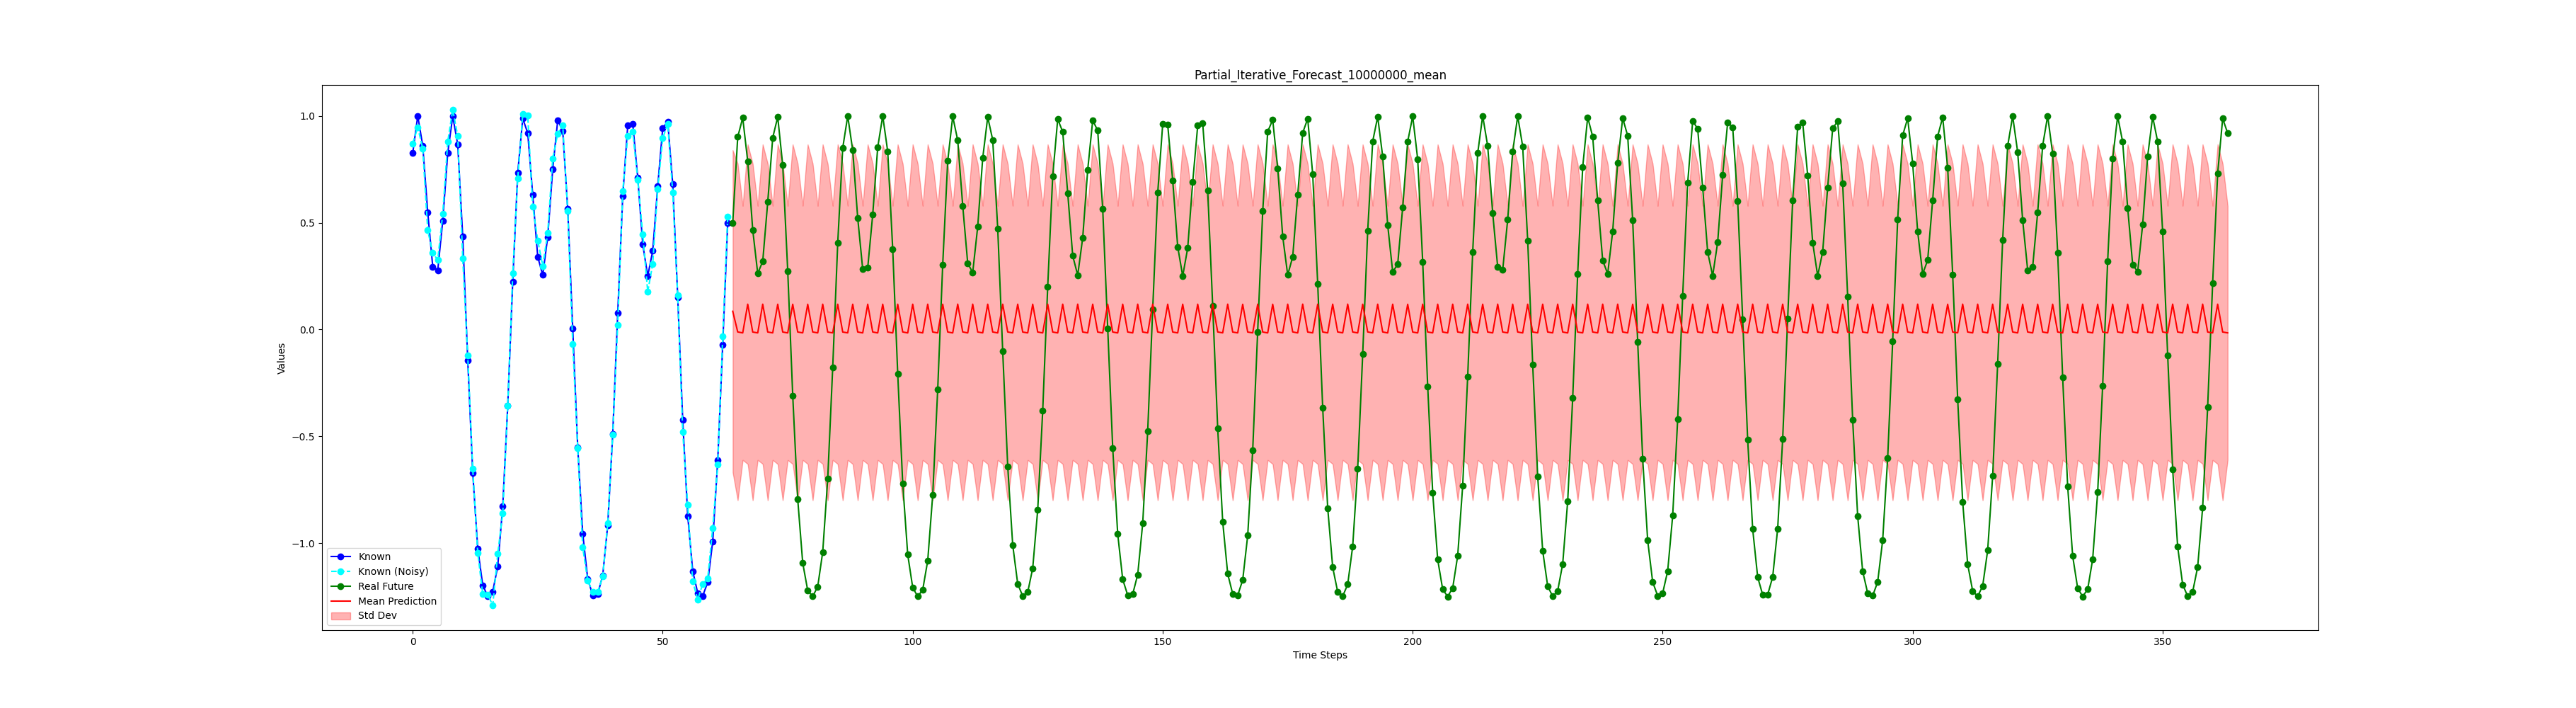 Partial_Iterative_Forecast_10000000_mean
Values
1.0
0.5
0.0
−0.5
−1.0
Known
Known (Noisy)
Real Future
Mean Prediction
Std Dev
0 50 100 150 200 250 300 350
Time Steps